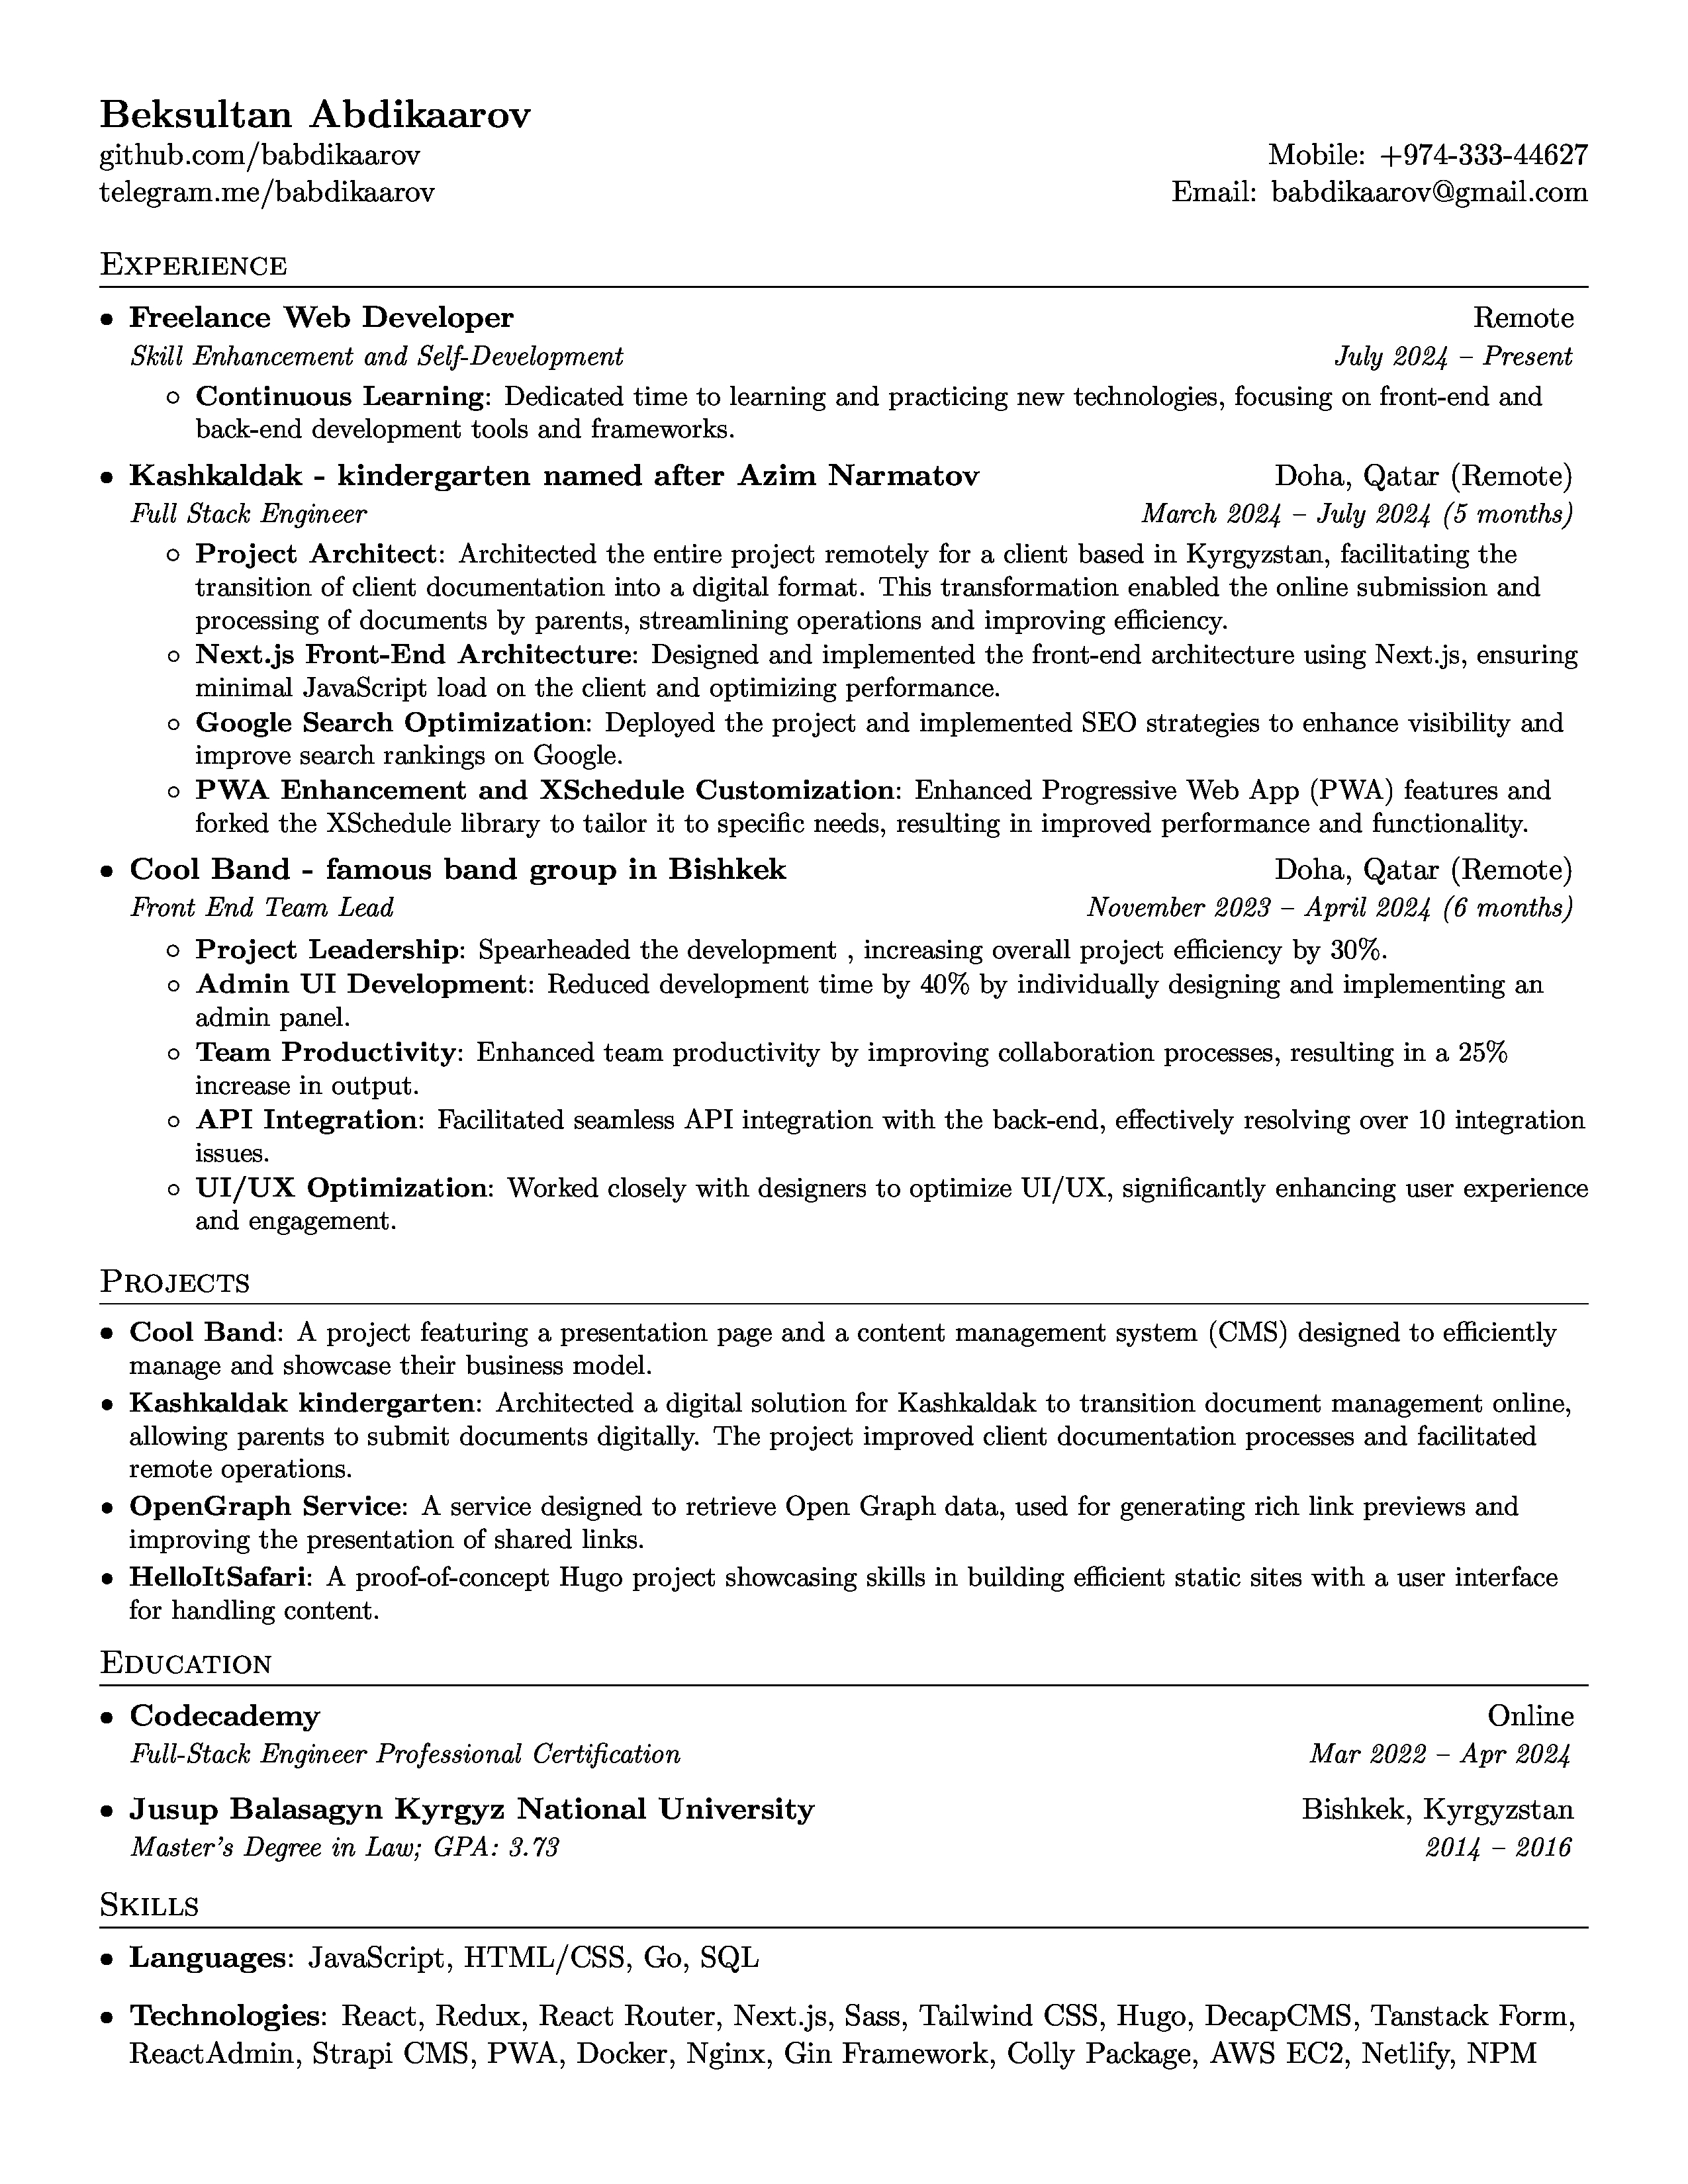 Beksultan Abdikaarov
github.com/babdikaarov
Mobile: +974-333-44627
telegram.me/babdikaarov
Email: babdikaarov@gmail.com
Experience
• Freelance Web Developer
Remote
Skill Enhancement and Self-Development
July 2024 – Present
◦ Continuous Learning: Dedicated time to learning and practicing new technologies, focusing on front-end and
back-end development tools and frameworks.
• Kashkaldak - kindergarten named after Azim Narmatov
Doha, Qatar (Remote)
Full Stack Engineer
March 2024 – July 2024 (5 months)
◦ Project Architect: Architected the entire project remotely for a client based in Kyrgyzstan, facilitating the
transition of client documentation into a digital format. This transformation enabled the online submission and
processing of documents by parents, streamlining operations and improving efficiency.
◦ Next.js Front-End Architecture: Designed and implemented the front-end architecture using Next.js, ensuring
minimal JavaScript load on the client and optimizing performance.
◦ Google Search Optimization: Deployed the project and implemented SEO strategies to enhance visibility and
improve search rankings on Google.
◦ PWA Enhancement and XSchedule Customization: Enhanced Progressive Web App (PWA) features and
forked the XSchedule library to tailor it to specific needs, resulting in improved performance and functionality.
• Cool Band - famous band group in Bishkek
Doha, Qatar (Remote)
Front End Team Lead
November 2023 – April 2024 (6 months)
◦ Project Leadership: Spearheaded the development , increasing overall project efficiency by 30%.
◦ Admin UI Development: Reduced development time by 40% by individually designing and implementing an
admin panel.
◦ Team Productivity: Enhanced team productivity by improving collaboration processes, resulting in a 25%
increase in output.
◦ API Integration: Facilitated seamless API integration with the back-end, effectively resolving over 10 integration
issues.
◦ UI/UX Optimization: Worked closely with designers to optimize UI/UX, significantly enhancing user experience
and engagement.
Projects
• Cool Band: A project featuring a presentation page and a content management system (CMS) designed to efficiently
manage and showcase their business model.
• Kashkaldak kindergarten: Architected a digital solution for Kashkaldak to transition document management online,
allowing parents to submit documents digitally. The project improved client documentation processes and facilitated
remote operations.
• OpenGraph Service: A service designed to retrieve Open Graph data, used for generating rich link previews and
improving the presentation of shared links.
• HelloItSafari: A proof-of-concept Hugo project showcasing skills in building efficient static sites with a user interface
for handling content.
Education
• Codecademy
Online
Full-Stack Engineer Professional Certification
Mar 2022 – Apr 2024
• Jusup Balasagyn Kyrgyz National University
Bishkek, Kyrgyzstan
Master's Degree in Law; GPA: 3.73
2014 – 2016
Skills
• Languages: JavaScript, HTML/CSS, Go, SQL
• Technologies: React, Redux, React Router, Next.js, Sass, Tailwind CSS, Hugo, DecapCMS, Tanstack Form,
ReactAdmin, Strapi CMS, PWA, Docker, Nginx, Gin Framework, Colly Package, AWS EC2, Netlify, NPM